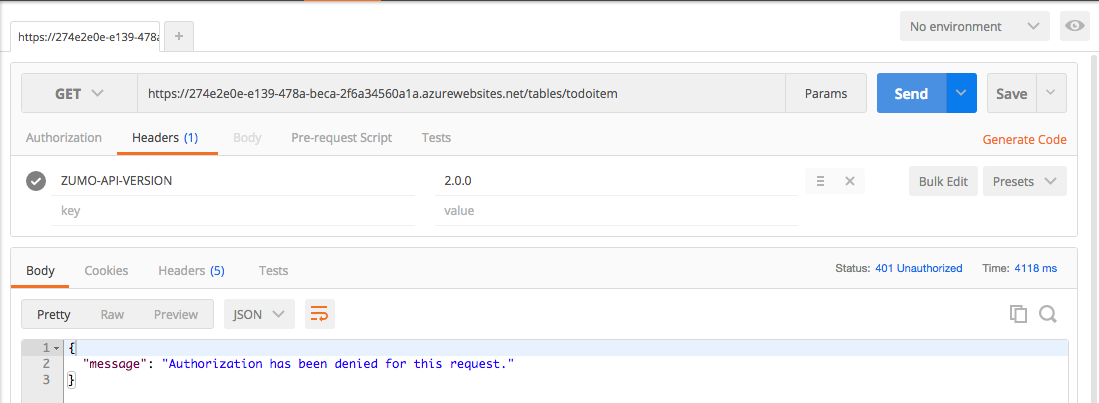 https://274e2e0e-e139-478a
+
No environment
GET
https://274e2e0e-e139-478a-beca-2f6a34560a1a.azurewebsites.net/tables/todoitem
Params
Send
Save
Authorization
Headers (1)
Body
Pre-request Script
Tests
Generate Code
ZUMO-API-VERSION
2.0.0
Bulk Edit
Presets
key
value
Body
Cookies
Headers (5)
Tests
Status: 401 Unauthorized
Time: 4118 ms
Pretty
Raw
Preview
JSON
1 {
2 "message": "Authorization has been denied for this request."
3 }